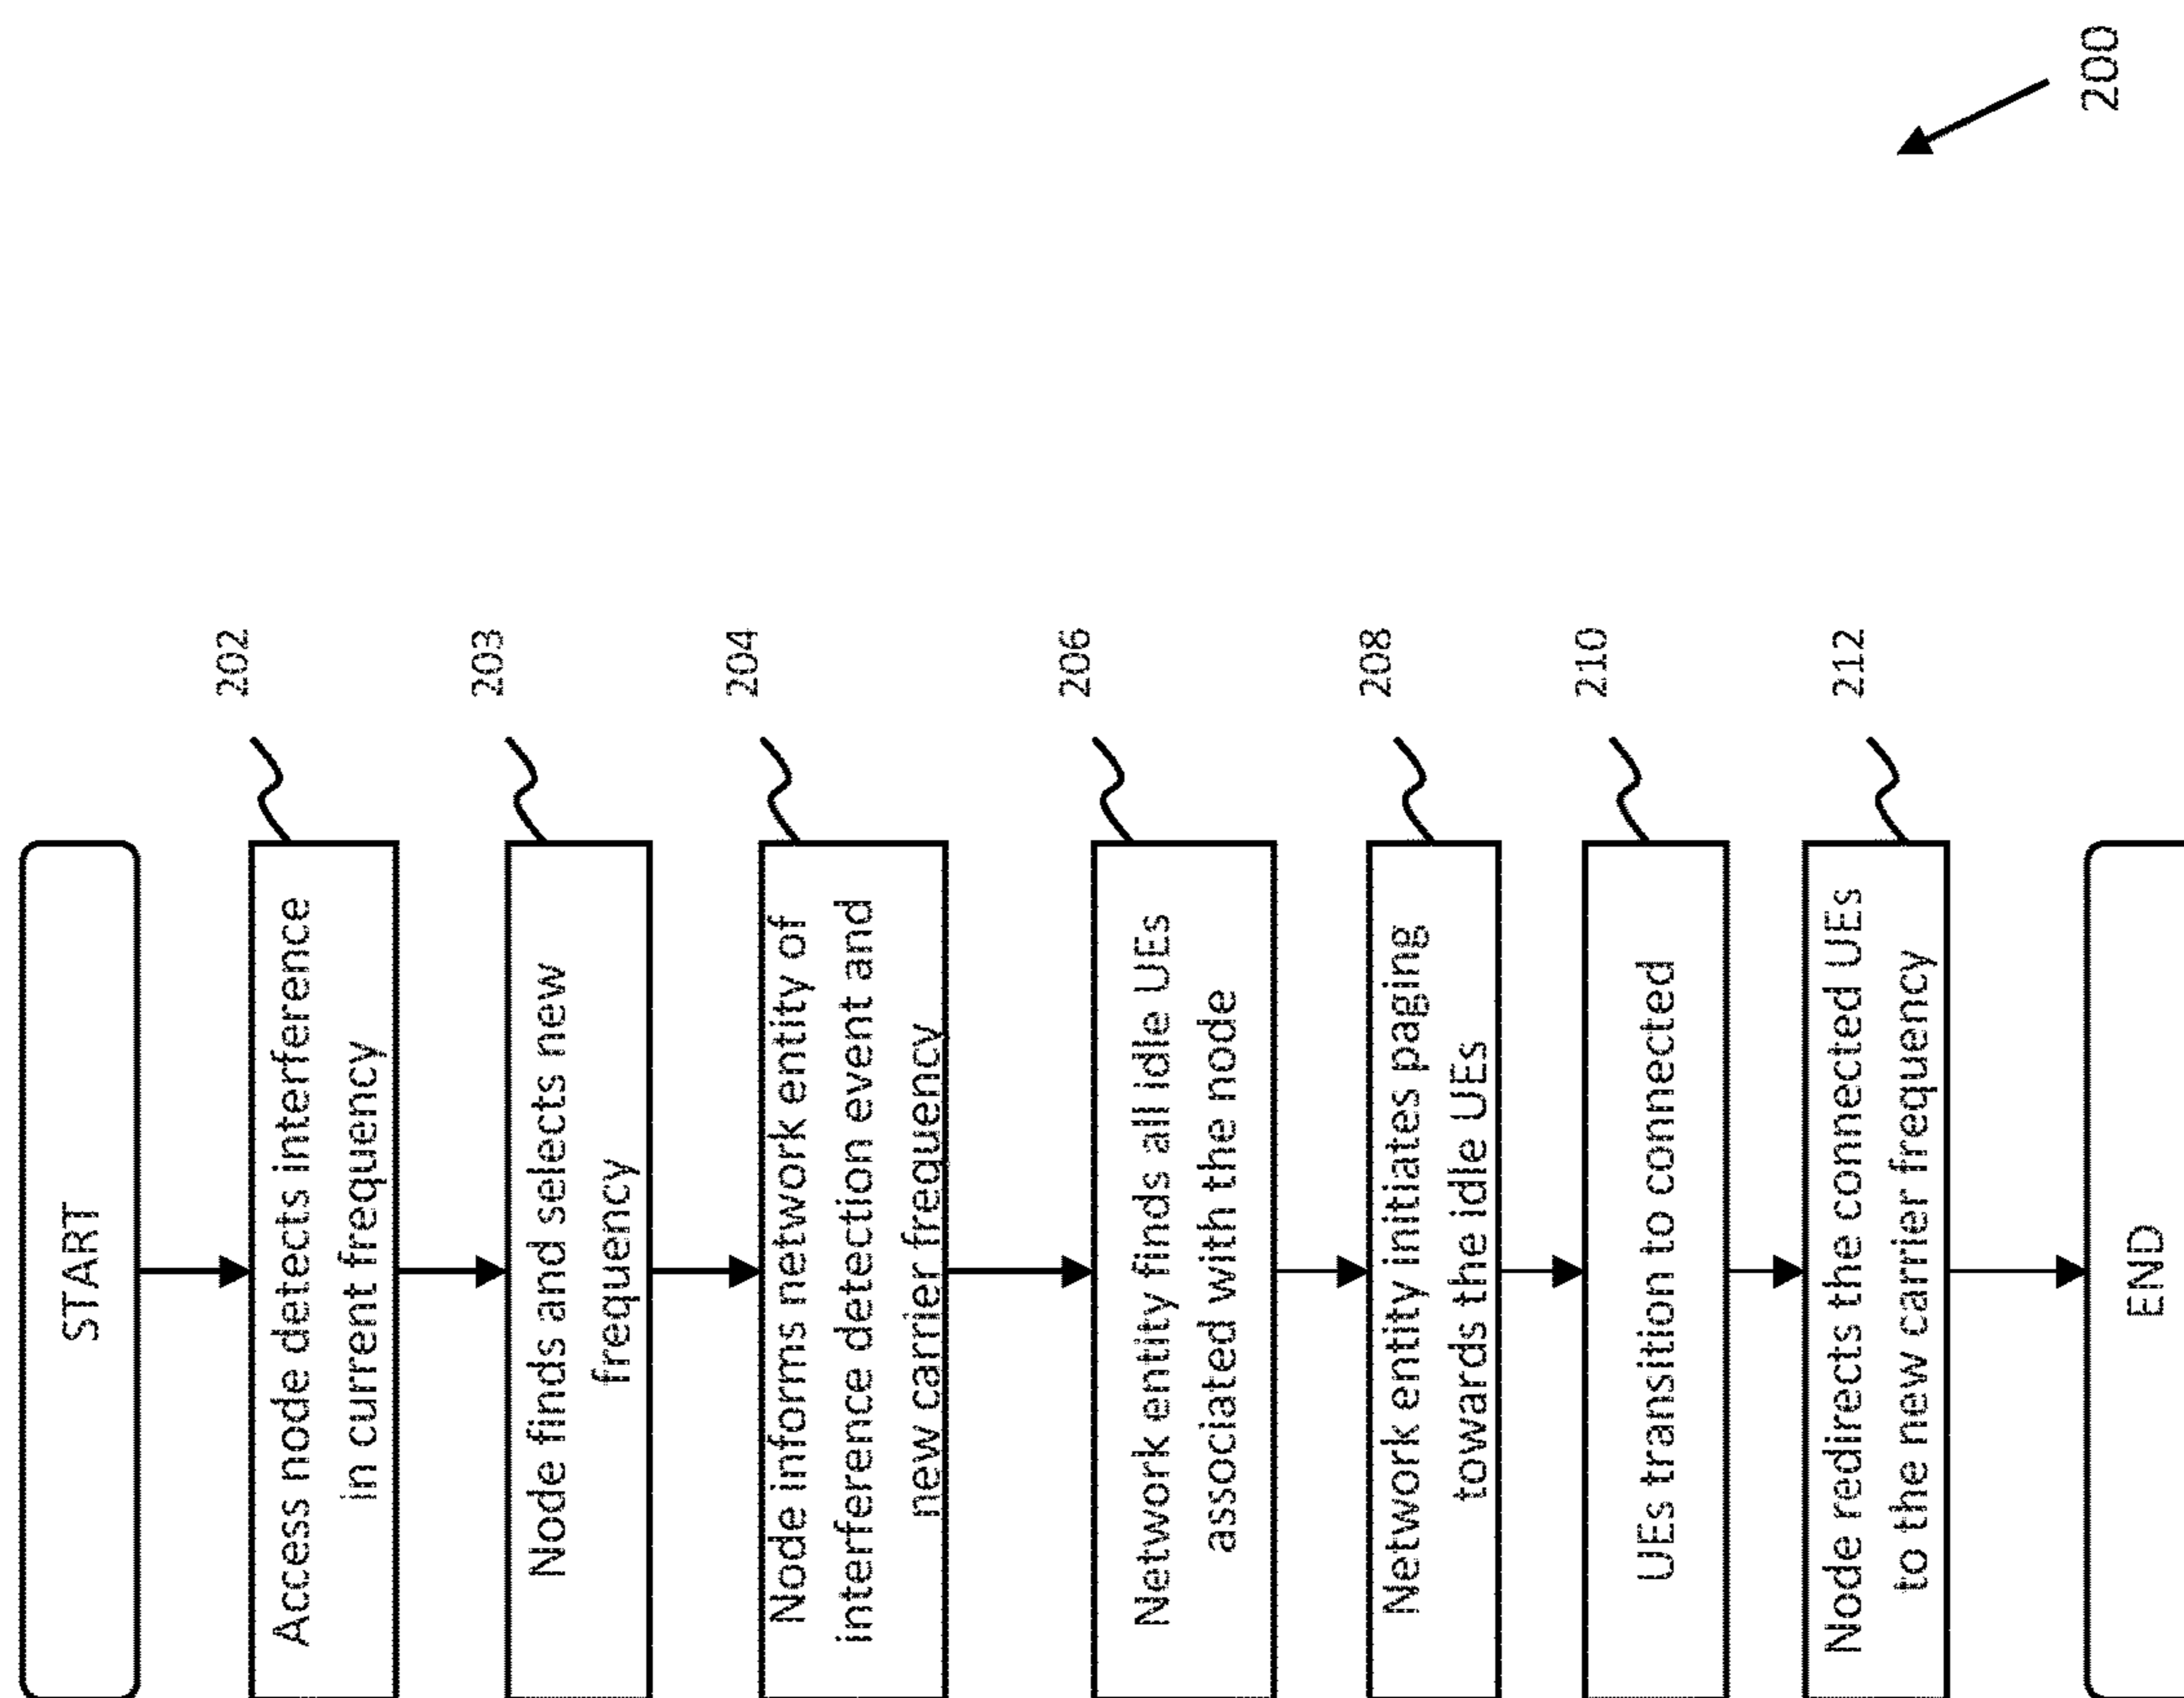 200
START
202
Access node detects interference
in current frequency
203
Node finds and selects new
frequency
204
Node informs network entity of
interference detection event and
new carrier frequency
206
Network entity finds all idle UEs
associated with the node
208
Network entity initiates paging
towards the idle UEs
210
UEs transition to connected
212
Node redirects the connected UEs
to the new carrier frequency
END